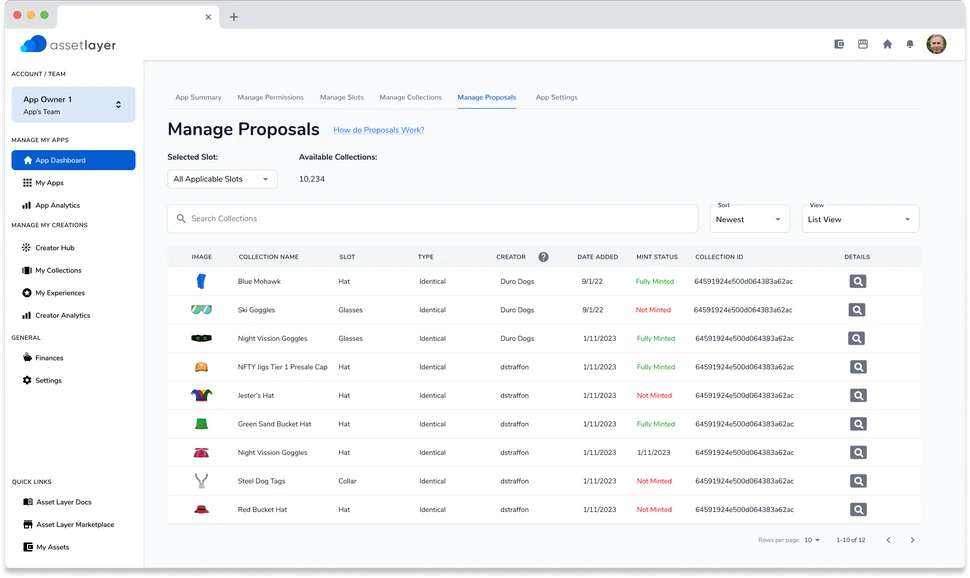 assetlayer
ACCOUNT / TEAM
App Owner 1
App's Team
MANAGE MY APPS
App Dashboard
My Apps
App Analytics
MANAGE MY CREATIONS
Creator Hub
My Collections
My Experiences
Creator Analytics
GENERAL
Finances
Settings
QUICK LINKS
Asset Layer Docs
Asset Layer Marketplace
My Assets
App Summary Manage Permissions Manage Slots Manage Collections Manage Proposals App Settings
Manage Proposals How do Proposals Work?
Selected Slot: Available Collections:
All Applicable Slots 10,234
Search Collections
Sort
Newest
View
List View
IMAGE COLLECTION NAME SLOT TYPE CREATOR ? DATE ADDED MINT STATUS COLLECTION ID DETAILS
Blue Mohawk Hat Identical Duro Dogs 9/1/22 Fully Minted 64591924e500d064383a62ac
Ski Goggles Glasses Identical Duro Dogs 9/1/22 Not Minted 64591924e500d064383a62ac
Night Vission Goggles Glasses Identical Duro Dogs 1/11/2023 Fully Minted 64591924e500d064383a62ac
NFTY Jigs Tier 1 Presale Cap Hat Identical dstraffon 1/11/2023 Fully Minted 64591924e500d064383a62ac
Jester's Hat Hat Identical dstraffon 1/11/2023 Not Minted 64591924e500d064383a62ac
Green Sand Bucket Hat Hat Identical dstraffon 1/11/2023 Fully Minted 64591924e500d064383a62ac
Night Vission Goggles Hat Identical dstraffon 1/11/2023 1/11/2023 64591924e500d064383a62ac
Steel Dog Tags Collar Identical dstraffon 1/11/2023 Not Minted 64591924e500d064383a62ac
Red Bucket Hat Hat Identical dstraffon 1/11/2023 Not Minted 64591924e500d064383a62ac
Rows per page: 10 1-10 of 12